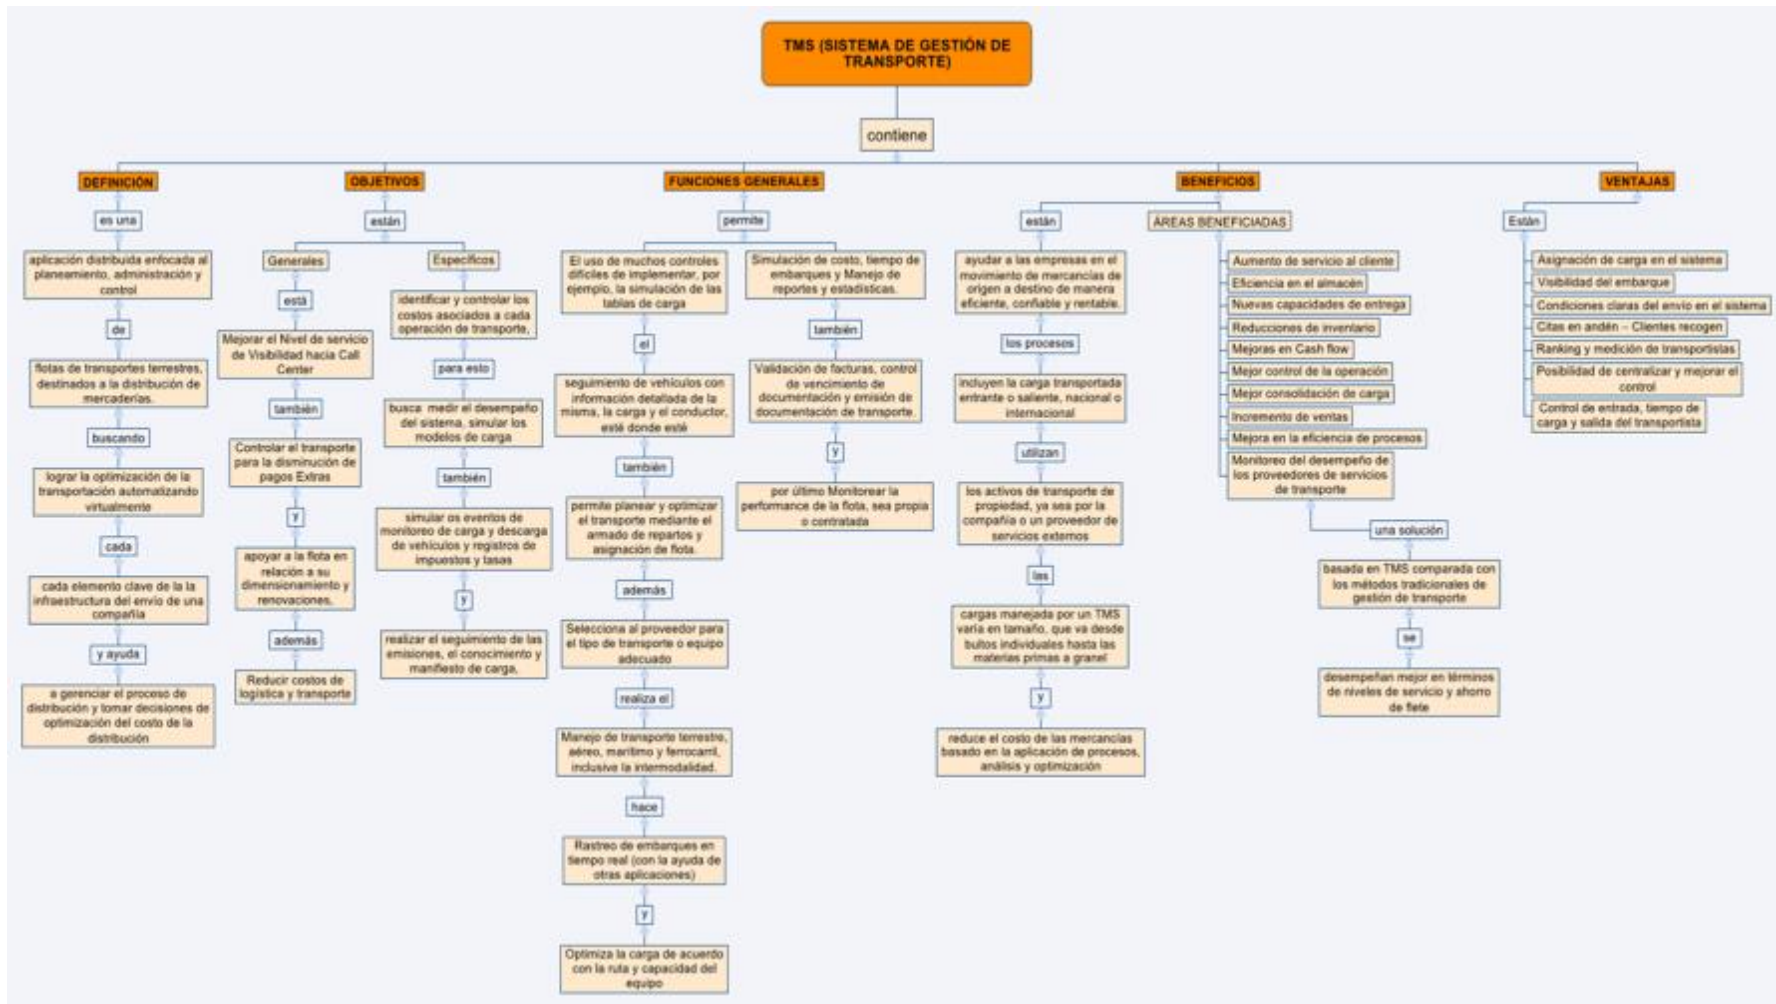 TMS (SISTEMA DE GESTIÓN DE
TRANSPORTE)
contiene
DEFINICIÓN
es una
aplicación distribuida enfocada al
planeamiento, administración y
control
de
flotas de transportes terrestres,
destinados a la distribución de
mercaderías.
buscando
lograr la optimización de la
transportación automatizando
virtualmente
cada
cada elemento clave de la la
infraestructura del envío de una
compañía
y ayuda
a gerenciar el proceso de
distribución y tomar decisiones de
optimización del costo de la
distribución
OBJETIVOS
están
Generales
está
Mejorar el Nivel de servicio
de Visibilidad hacia Call
Center
también
Controlar el transporte
para la disminución de
pagos Extras
y
apoyar a la flota en
relación a su
dimensionamiento y
renovaciones,
además
Reducir costos de
logística y transporte
Específicos
identificar y controlar los
costos asociados a cada
operación de transporte,
para esto
busca medir el desempeño
del sistema, simular los
modelos de carga
también
simular os eventos de
monitoreo de carga y descarga
de vehículos y registros de
impuestos y tasas
y
realizar el seguimiento de las
emisiones, el conocimiento y
manifiesto de carga,
FUNCIONES GENERALES
permite
El uso de muchos controles
difíciles de implementar, por
ejemplo, la simulación de las
tablas de carga
el
seguimiento de vehículos con
información detallada de la
misma, la carga y el conductor,
esté donde esté
también
permite planear y optimizar
el transporte mediante el
armado de repartos y
asignación de flota.
además
Selecciona al proveedor para
el tipo de transporte o equipo
adecuado
realiza el
Manejo de transporte terrestre,
aéreo, marítimo y ferrocarril,
inclusive la intermodalidad.
hace
Rastreo de embarques en
tiempo real (con la ayuda de
otras aplicaciones)
y
Optimiza la carga de acuerdo
con la ruta y capacidad del
equipo
Simulación de costo, tiempo de
embarques y Manejo de
reportes y estadísticas.
también
Validación de facturas, control
de vencimiento de
documentación y emisión de
documentación de transporte.
y
por último Monitorear la
performance de la flota, sea propia
o contratada
BENEFICIOS
están
ayudar a las empresas en el
movimiento de mercancías de
origen a destino de manera
eficiente, confiable y rentable.
los procesos
incluyen la carga transportada
entrante o saliente, nacional o
internacional
utilizan
los activos de transporte de
propiedad, ya sea por la
compañía o un proveedor de
servicios externos
las
cargas manejada por un TMS
varía en tamaño, que va desde
bultos individuales hasta las
materias primas a granel
y
reduce el costo de las mercancías
basado en la aplicación de procesos,
análisis y optimización
ÁREAS BENEFICIADAS
Aumento de servicio al cliente
Eficiencia en el almacén
Nuevas capacidades de entrega
Reducciones de inventario
Mejoras en Cash flow
Mejor control de la operación
Mejor consolidación de carga
Incremento de ventas
Mejora en la eficiencia de procesos
Monitoreo del desempeño de
los proveedores de servicios
de transporte
una solución
basada en TMS comparada con
los métodos tradicionales de
gestión de transporte
se
desempeñan mejor en términos
de niveles de servicio y ahorro
de flete
VENTAJAS
Están
Asignación de carga en el sistema
Visibilidad del embarque
Condiciones claras del envío en el sistema
Citas en andén – Clientes recogen
Ranking y medición de transportistas
Posibilidad de centralizar y mejorar el
control
Control de entrada, tiempo de
carga y salida del transportista